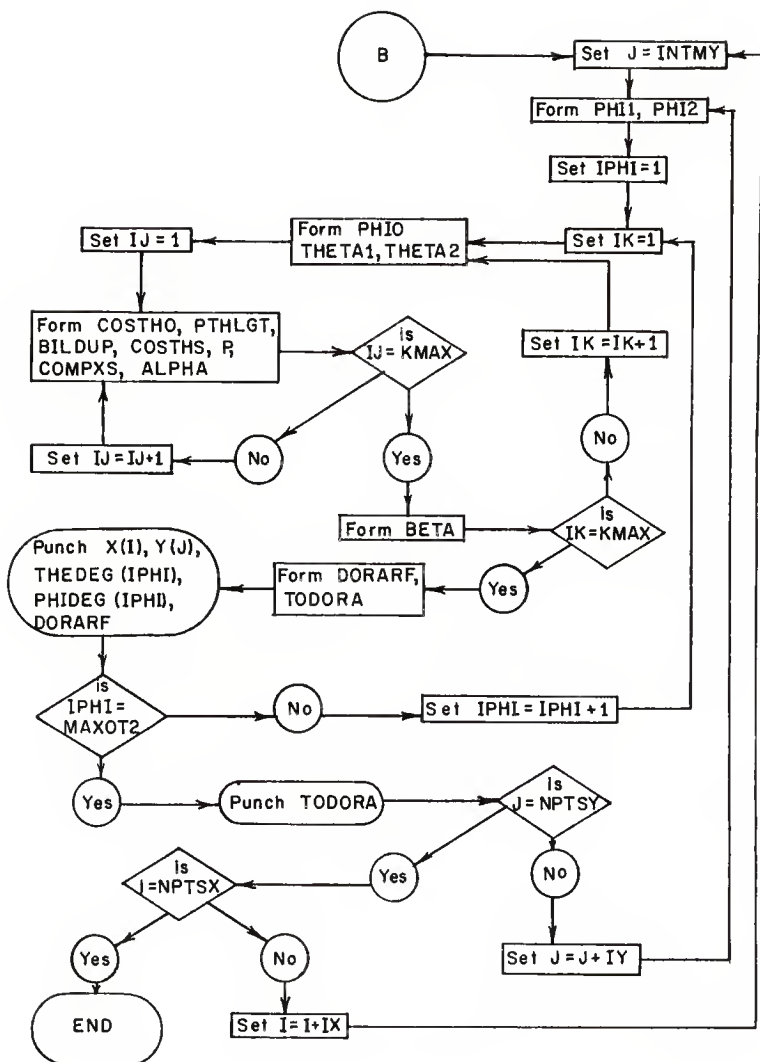 B
Set J=INTMY
Form PHI1, PHI2
Set IPHI=1
Set IK=1
Form PHIO
THETA1, THETA2
Set IJ=1
Form COSTHO, PTHLGT,
BILDUP, COSTHS, P,
COMPXS, ALPHA
is
IJ=KMAX
Set IK=IK+1
No
Set IJ=IJ+1
No
Yes
Form BETA
is
IK=KMAX
Punch X(I), Y(J),
THEDEG (IPHI),
PHIDEG (IPHI),
DORARF
Form DORARF,
TODORA
Yes
is
IPHI=
MAXOT2
No
Set IPHI=IPHI+1
Yes
Punch TODORA
is
J=NPTSY
is
I=NPTSX
Yes
No
Yes
No
Set J=J+IY
END
Set I=I+IX